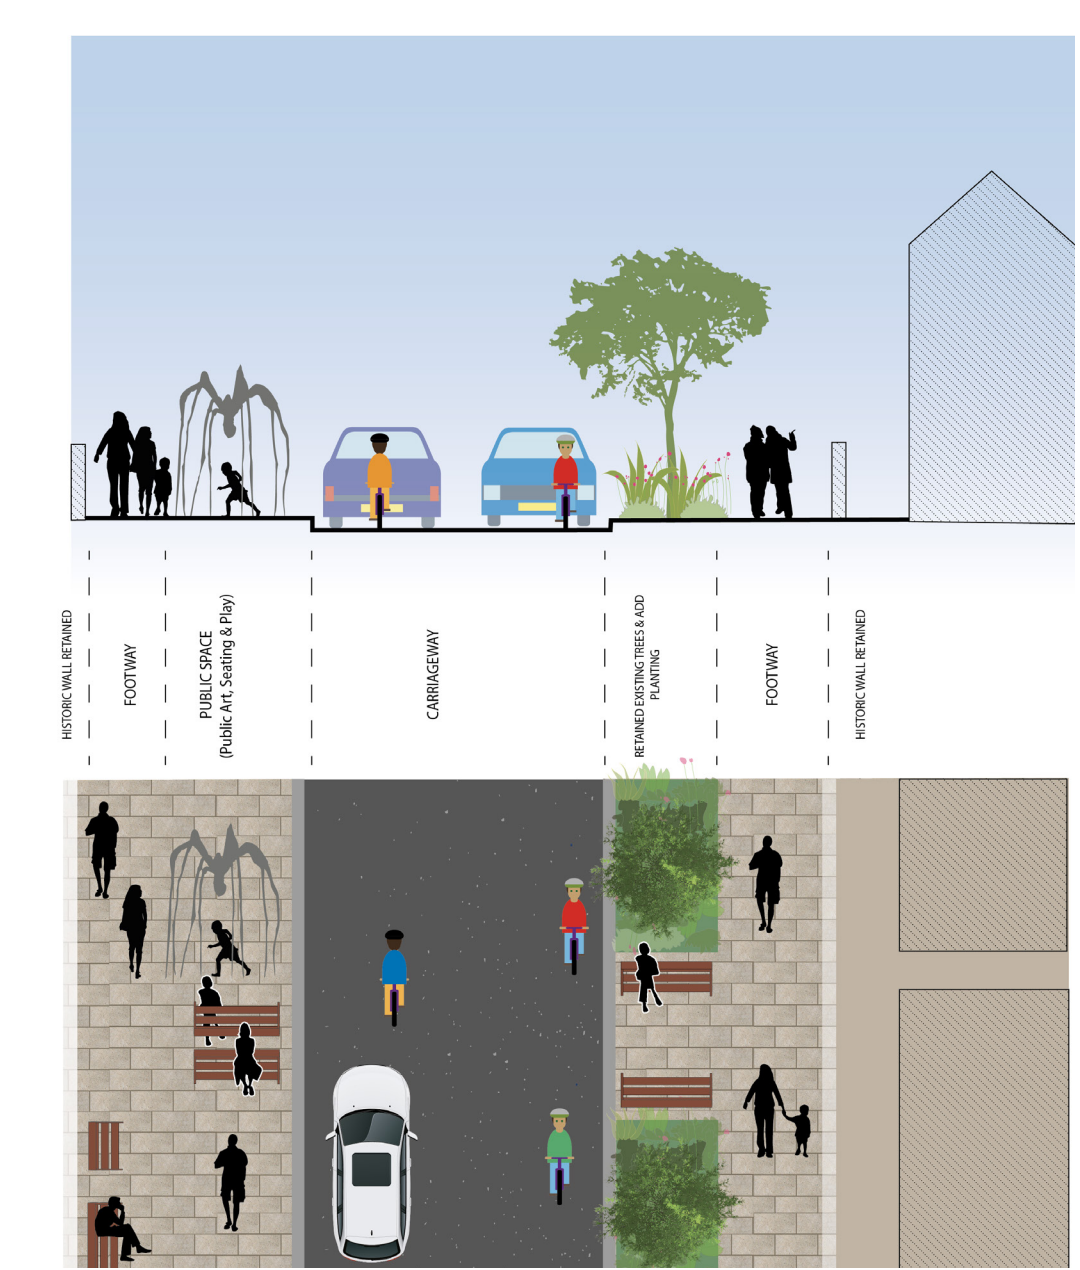 HISTORIC WALL RETAINED
FOOTWAY
PUBLIC SPACE
(Public Art, Seating & Play)
CARRIAGEWAY
RETAINED EXISTING TREES & ADD
PLANTING
FOOTWAY
HISTORIC WALL RETAINED